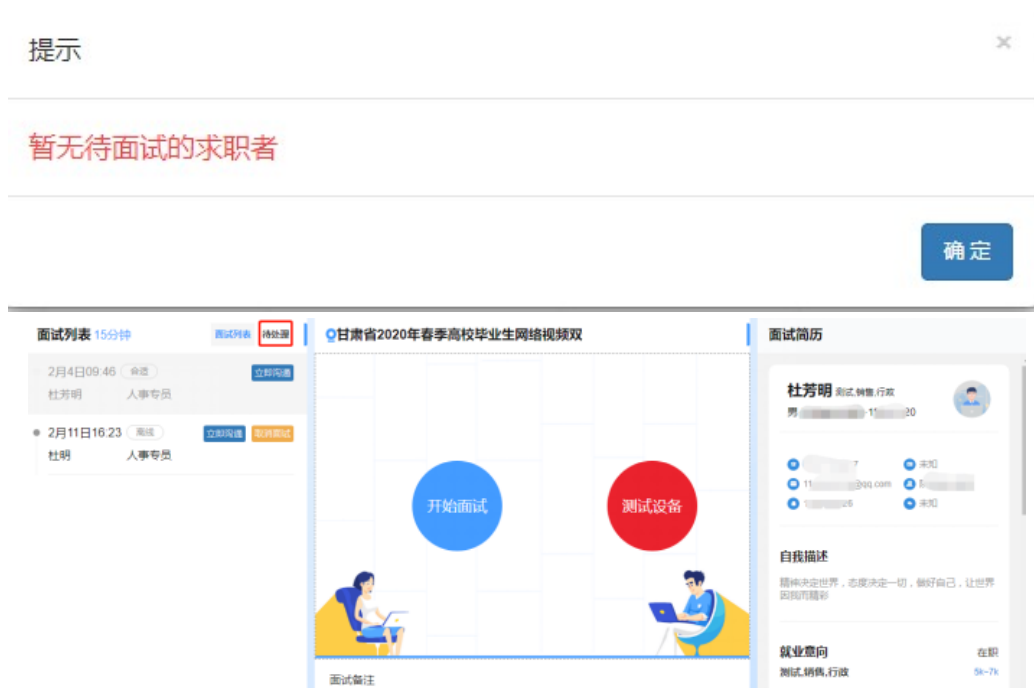 提示
×
暂无待面试的求职者
确定
面试列表 15分钟
面试列表
待处理
2月4日09:46
立即沟通
杜芳明 人事专员
2月11日16:23 离线
立即沟通 取消面试
杜明 人事专员
甘肃省2020年春季高校毕业生网络视频双
开始面试
测试设备
面试备注
面试简历
杜芳明 测试,销售,行政
男
20
未知
11
@qq.com
未知
自我描述
精神决定世界，态度决定一切，做好自己，让世界
因我而精彩
就业意向 在职
测试,销售,行政 5k-7k